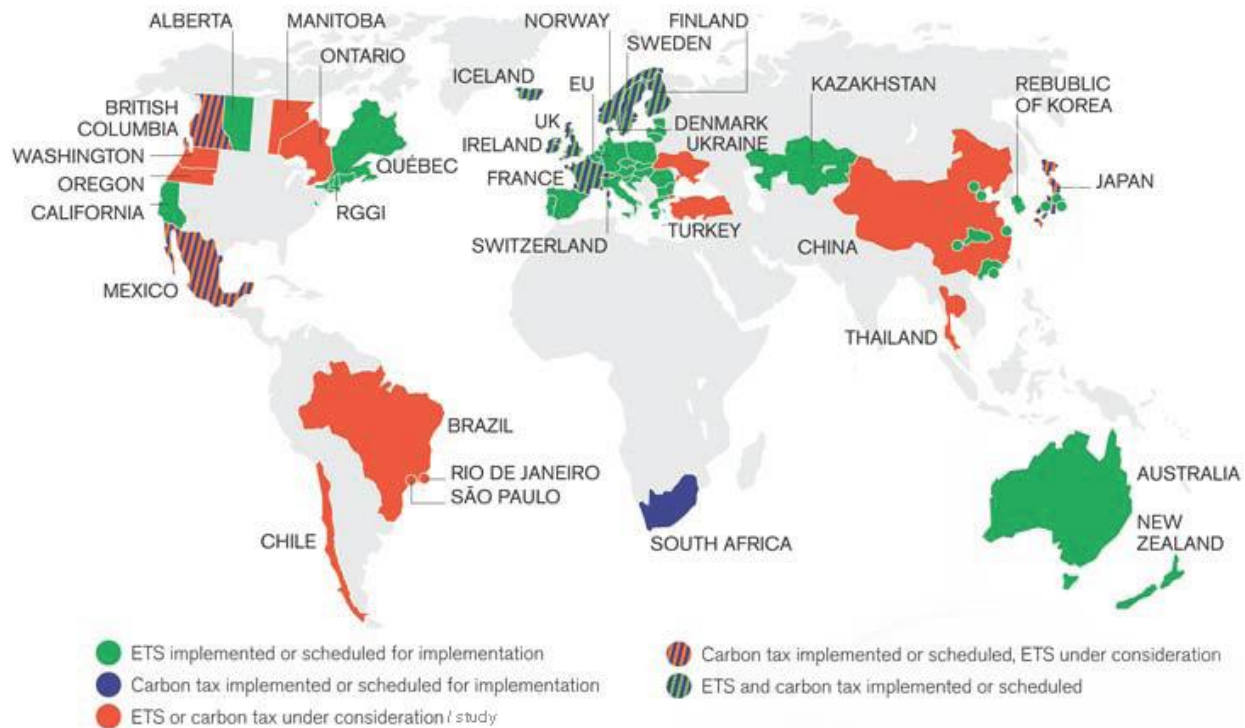 ALBERTA
MANITOBA
ONTARIO
BRITISH
COLUMBIA
WASHINGTON
OREGON
CALIFORNIA
QUÉBEC
RGGI
MEXICO
NORWAY
FINLAND
SWEDEN
ICELAND
EU
UK
IRELAND
DENMARK
UKRAINE
FRANCE
SWITZERLAND
TURKEY
KAZAKHSTAN
REBUBLIC
OF KOREA
JAPAN
CHINA
THAILAND
BRAZIL
RIO DE JANEIRO
SÃO PAULO
CHILE
SOUTH AFRICA
AUSTRALIA
NEW
ZEALAND
ETS implemented or scheduled for implementation
Carbon tax implemented or scheduled for implementation
ETS or carbon tax under consideration / study
Carbon tax implemented or scheduled, ETS under consideration
ETS and carbon tax implemented or scheduled